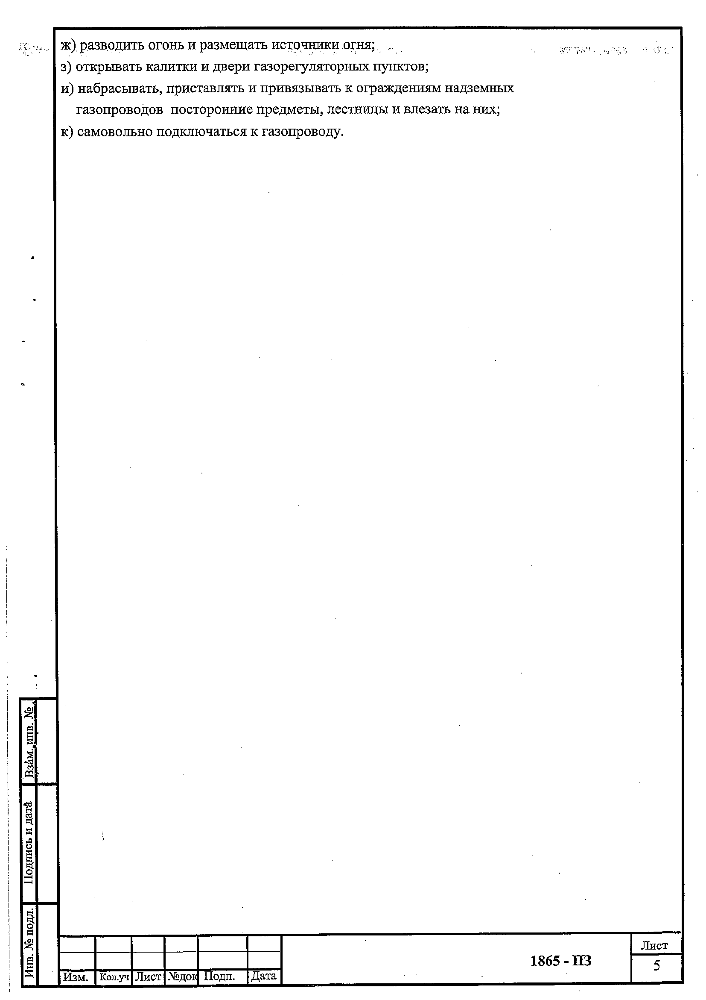 ж) разводить огонь и размещать источники огня;
з) открывать калитки и двери газорегуляторных пунктов;
и) набрасывать, приставлять и привязывать к ограждениям надземных
газопроводов посторонние предметы, лестницы и влезать на них;
к) самовольно подключаться к газопроводу.
Взам. инв. №
Подпись и дата
Инв. № подл.
Изм. Кол.уч Лист №док Подп. Дата
1865 - ПЗ
Лист
5